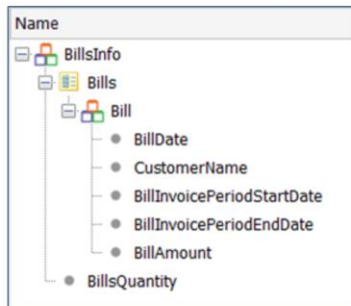 Name
BillsInfo
Bills
Bill
BillDate
CustomerName
BillInvoicePeriodStartDate
BillInvoicePeriodEndDate
BillAmount
BillsQuantity